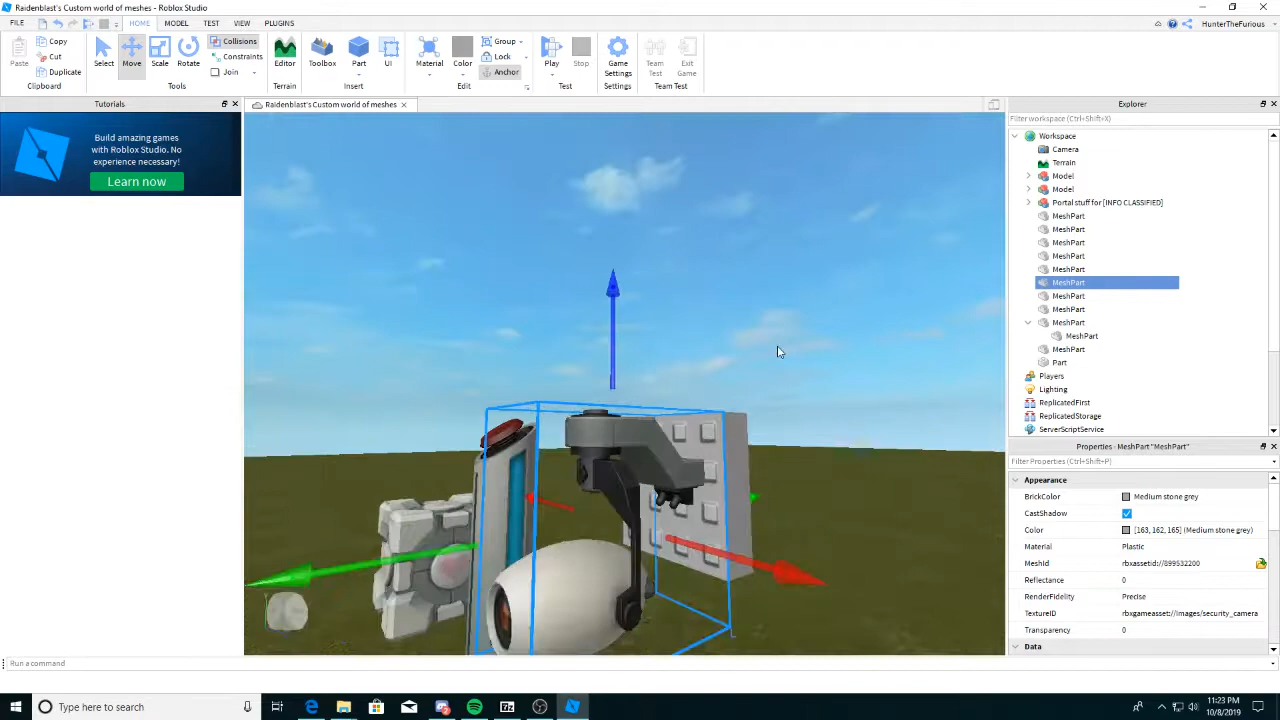 Raidenblast's Custom world of meshes - Roblox Studio
FILE HOME MODEL TEST VIEW PLUGINS
HunterTheFurious
Paste Copy Cut Duplicate
Select Move Scale Rotate Collisions Constraints Join
Editor Toolbox Part UI Material Color Group Lock Anchor
Play Stop Game Settings Team Test Exit Game
Clipboard Tools Terrain Insert Edit Test Settings Team Test
Tutorials
Raidenblast's Custom world of meshes
Build amazing games
with Roblox Studio. No
experience necessary!
Learn now
Explorer
Filter workspace (Ctrl+Shift+X)
Workspace
Camera
Terrain
Model
Model
Portal stuff for [INFO CLASSIFIED]
MeshPart
MeshPart
MeshPart
MeshPart
MeshPart
MeshPart
MeshPart
MeshPart
MeshPart
MeshPart
MeshPart
Part
Players
Lighting
ReplicatedFirst
ReplicatedStorage
ServerScriptService
Properties - MeshPart "MeshPart"
Filter Properties (Ctrl+Shift+P)
Appearance
BrickColor Medium stone grey
CastShadow
Color [163, 162, 165] (Medium stone grey)
Material Plastic
MeshId rbxassetid://899532200
Reflectance 0
RenderFidelity Precise
TextureID rbxgameasset://Images/security_camera
Transparency 0
Data
Run a command
Type here to search
11:23 PM
10/8/2019